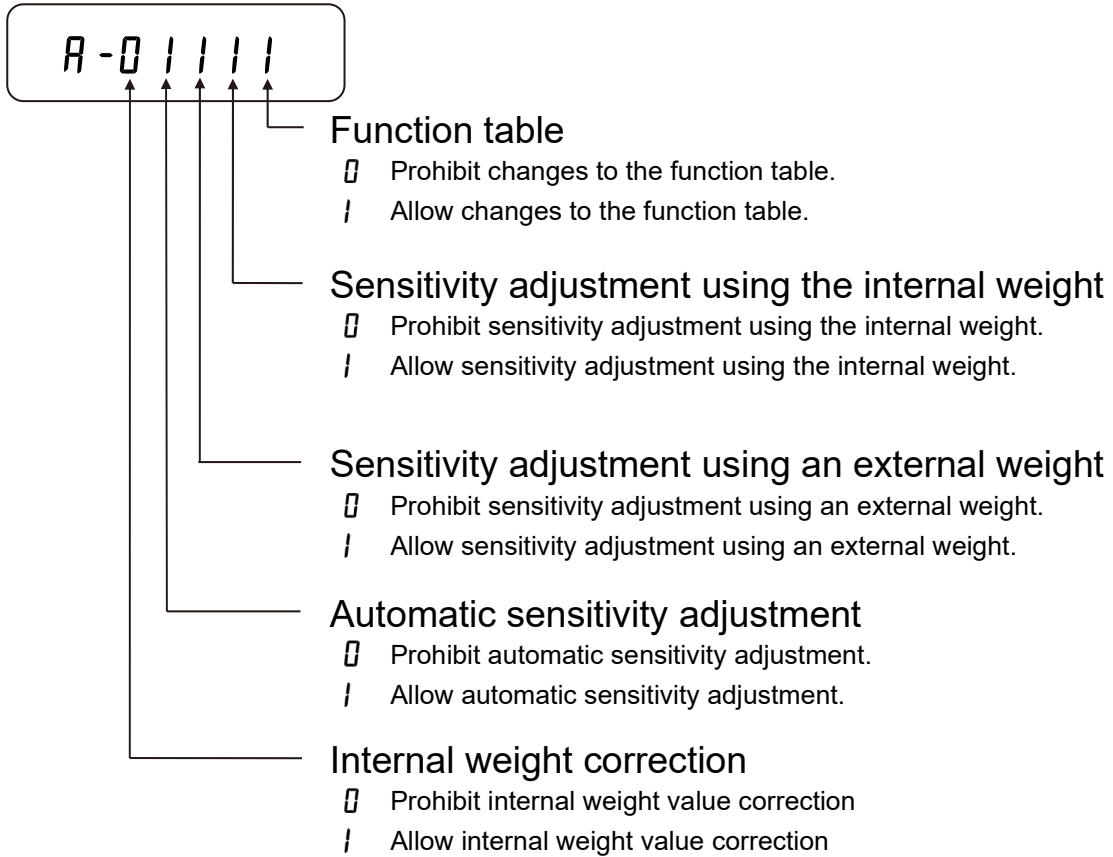 A-01111
Function table
0 Prohibit changes to the function table.
1 Allow changes to the function table.
Sensitivity adjustment using the internal weight
0 Prohibit sensitivity adjustment using the internal weight.
1 Allow sensitivity adjustment using the internal weight.
Sensitivity adjustment using an external weight
0 Prohibit sensitivity adjustment using an external weight.
1 Allow sensitivity adjustment using an external weight.
Automatic sensitivity adjustment
0 Prohibit automatic sensitivity adjustment.
1 Allow automatic sensitivity adjustment.
Internal weight correction
0 Prohibit internal weight value correction
1 Allow internal weight value correction